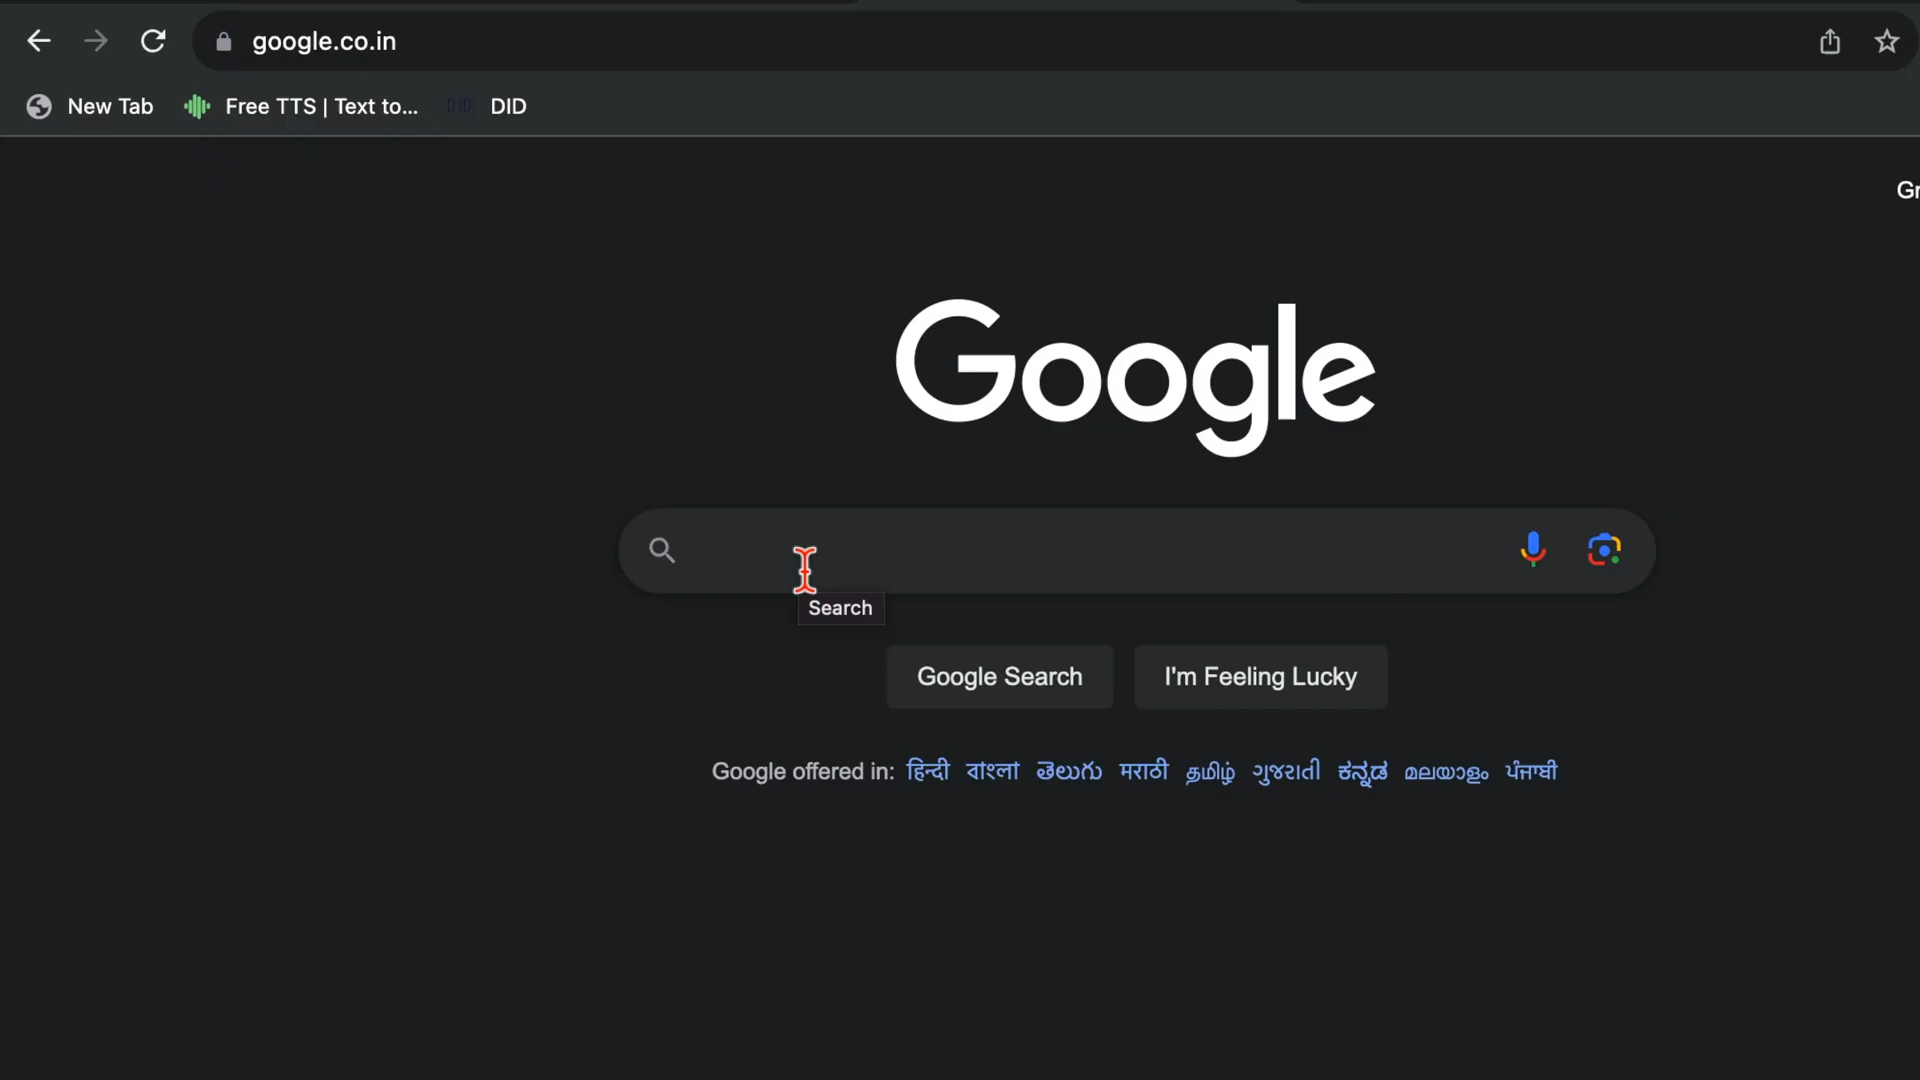 google.co.in
New Tab Free TTS | Text to... DID
Google
Search
Google Search I'm Feeling Lucky
Google offered in: हिन्दी বাংলা తెలుగు मराठी தமிழ் ગુજરાતી ಕನ್ನಡ മലയാളം ਪੰਜਾਬੀ